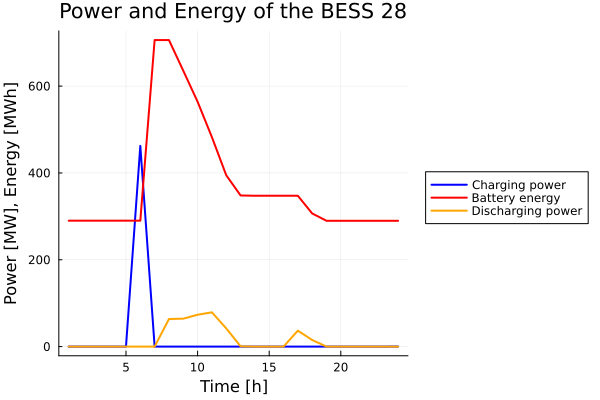 Power and Energy of the BESS 28
Power [MW], Energy [MWh]
600
400
200
0
5
10
15
20
Time [h]
Charging power
Battery energy
Discharging power